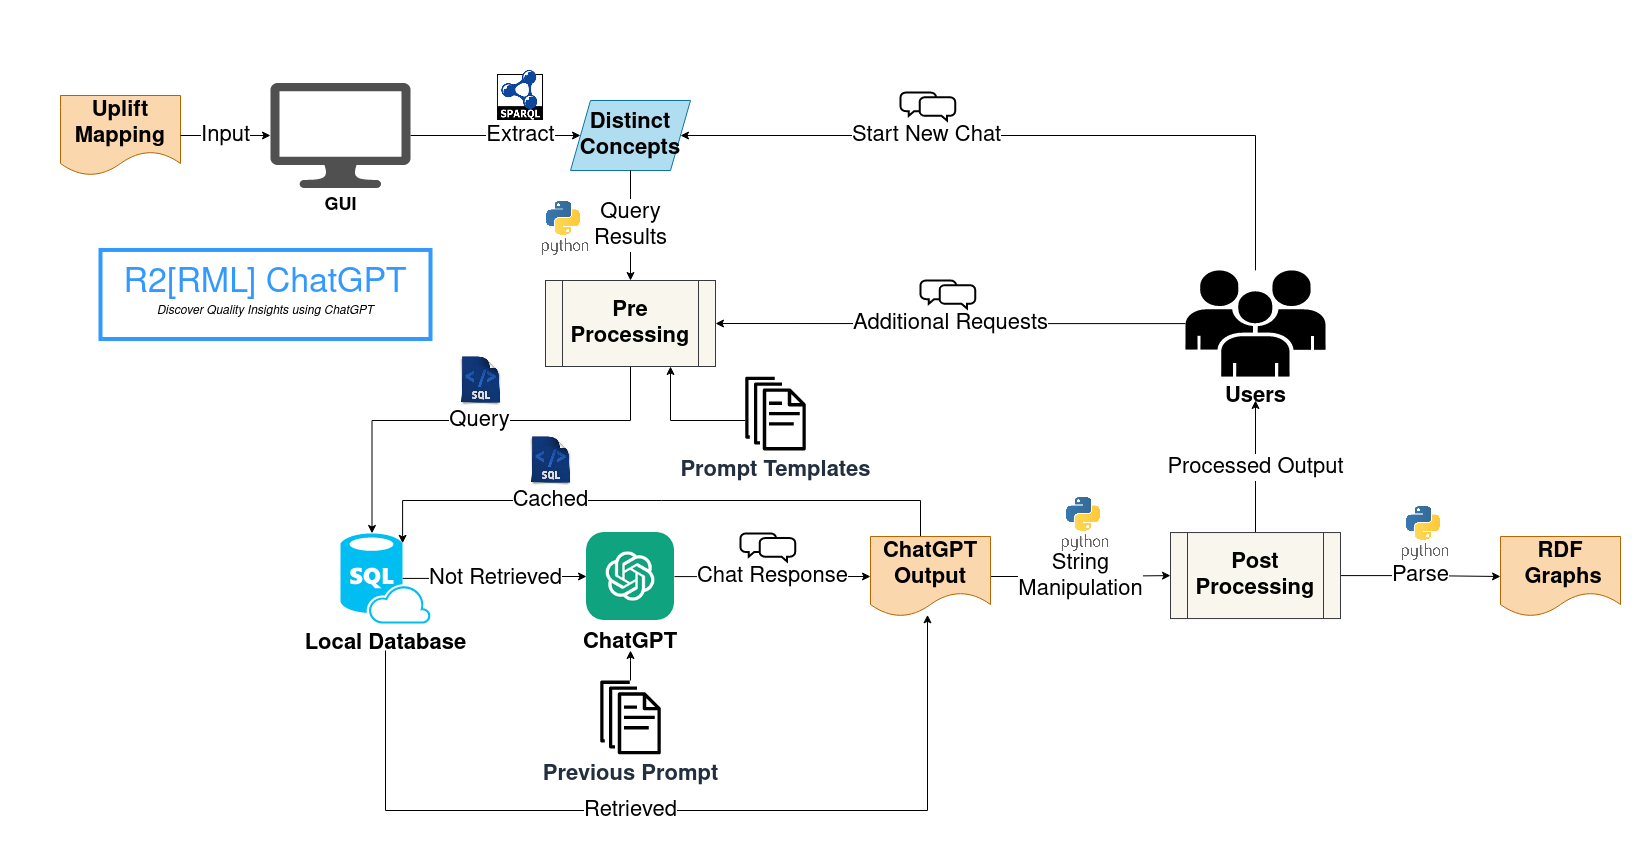 Uplift
Mapping
Input
GUI
SPARQL
Extract
Distinct
Concepts
Start New Chat
python
Query
Results
R2[RML] ChatGPT
Discover Quality Insights using ChatGPT
Pre
Processing
Additional Requests
Users
</>
SQL
Query
Prompt Templates
</>
SQL
Cached
Processed Output
SQL
Local Database
Not Retrieved
ChatGPT
Chat Response
ChatGPT
Output
python
String
Manipulation
Post
Processing
python
Parse
RDF
Graphs
Previous Prompt
Retrieved